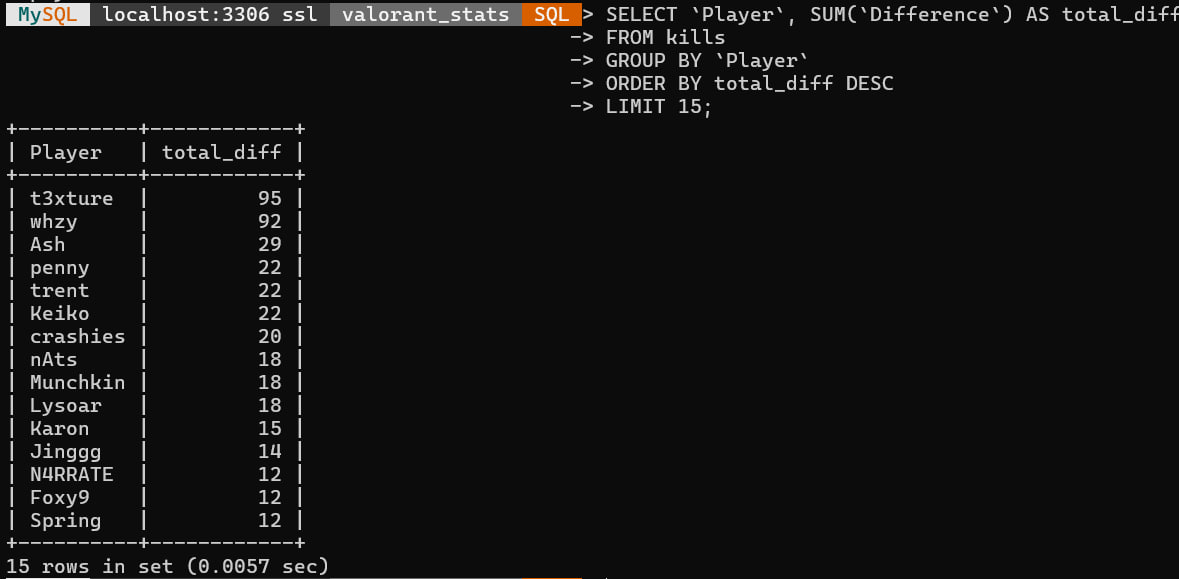 MySQL localhost:3306 ssl valorant_stats SQL > SELECT `Player`, SUM(`Difference`) AS total_diff
-> FROM kills
-> GROUP BY `Player`
-> ORDER BY total_diff DESC
-> LIMIT 15;
+----------+------------+
| Player   | total_diff |
+----------+------------+
| t3xture  |         95 |
| whzy     |         92 |
| Ash      |         29 |
| penny    |         22 |
| trent    |         22 |
| Keiko    |         22 |
| crashies |         20 |
| nAts     |         18 |
| Munchkin |         18 |
| Lysoar   |         18 |
| Karon    |         15 |
| Jinggg   |         14 |
| N4RRATE  |         12 |
| Foxy9    |         12 |
| Spring   |         12 |
+----------+------------+
15 rows in set (0.0057 sec)